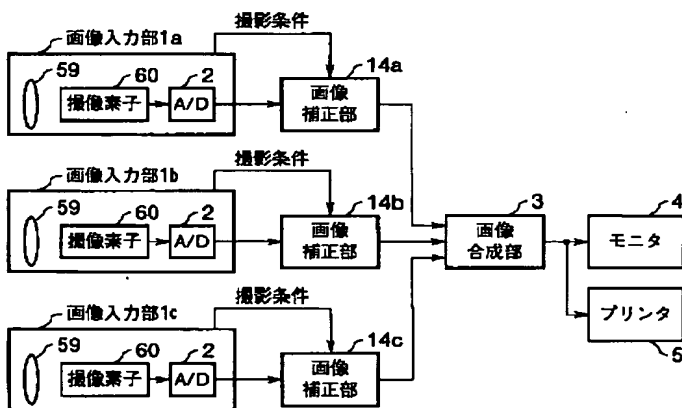 画像入力部1a
撮影条件
59
60
2
撮像素子
A/D
14a
画像
補正部
画像入力部1b
撮影条件
59
60
2
撮像素子
A/D
14b
画像
補正部
3
画像
合成部
4
モニタ
プリンタ
5
画像入力部1c
撮影条件
59
60
2
撮像素子
A/D
14c
画像
補正部